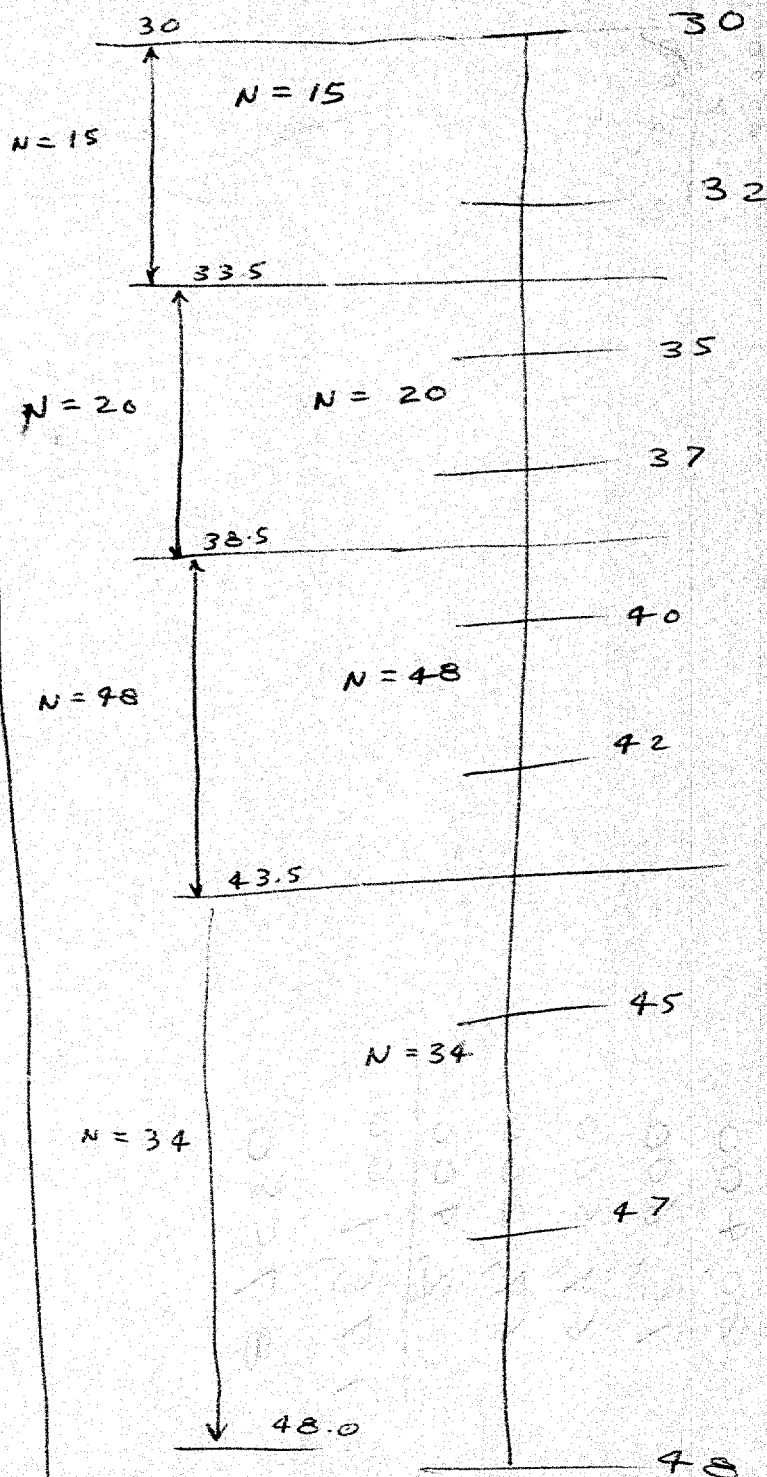 30 30
N = 15
N = 15
32
33.5
35
N = 20 N = 20
37
38.5
40
N = 48 N = 48
42
43.5
45
N = 34
N = 34
47
48.0
48